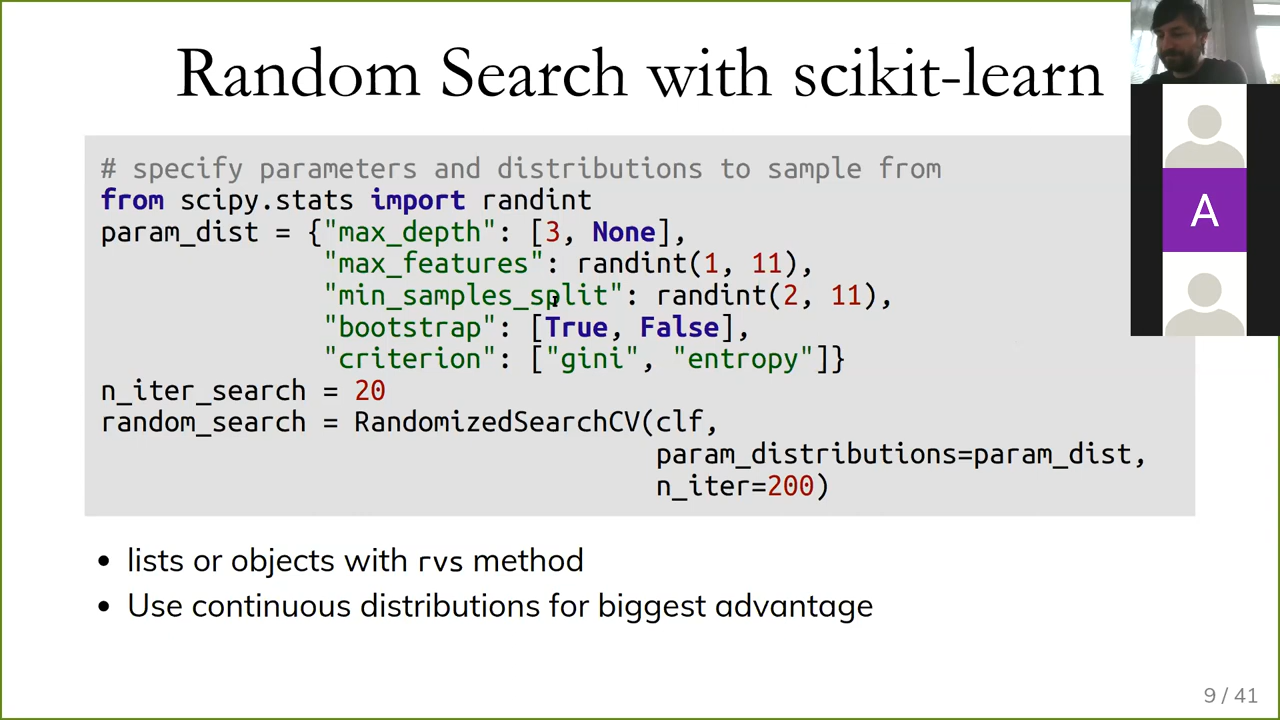 Random Search with scikit-learn
# specify parameters and distributions to sample from
from scipy.stats import randint
param_dist = {"max_depth": [3, None],
"max_features": randint(1, 11),
"min_samples_split": randint(2, 11),
"bootstrap": [True, False],
"criterion": ["gini", "entropy"]}
n_iter_search = 20
random_search = RandomizedSearchCV(clf,
param_distributions=param_dist,
n_iter=200)
• lists or objects with rvs method
• Use continuous distributions for biggest advantage
A
9 / 41